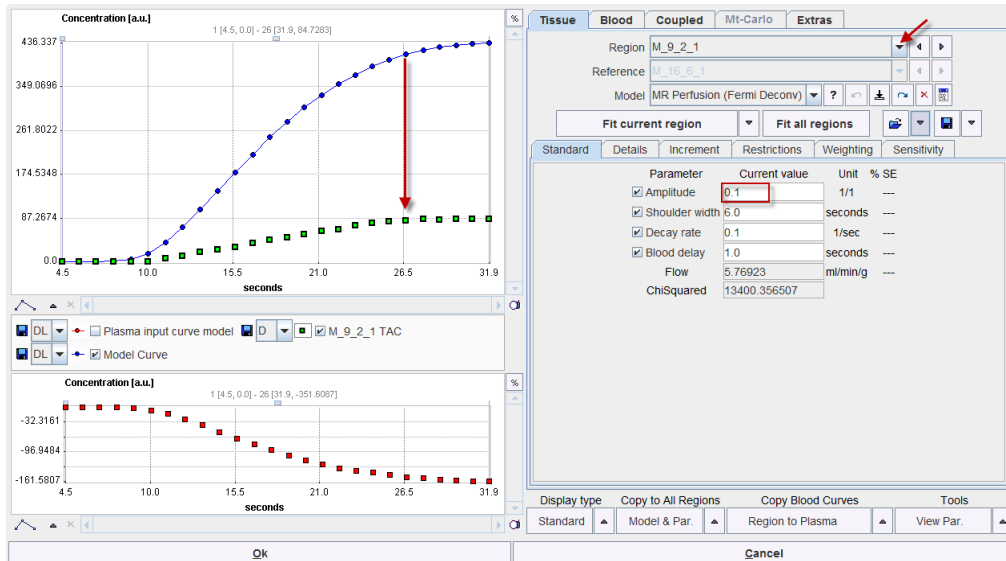 Concentration [a.u.]
1 [4.5, 0.0] - 26 [31.9, 84.7283]
%
436.337
349.0696
261.8022
174.5348
87.2674
0.0
4.5 10.0 15.5 21.0 26.5 31.9
seconds
DL Plasma input curve model D M_9_2_1 TAC
DL Model Curve
Concentration [a.u.]
1 [4.5, 0.0] - 26 [31.9, -351.6087]
%
-32.3161
-96.9484
-161.5807
4.5 10.0 15.5 21.0 26.5 31.9
seconds
Tissue Blood Coupled Mt-Carlo Extras
Region M_9_2_1
Reference M_16_6_1
Model MR Perfusion (Fermi Deconv) ?
Fit current region Fit all regions
Standard Details Increment Restrictions Weighting Sensitivity
Parameter Current value Unit % SE
Amplitude 0.1 1/1 ---
Shoulder width 6.0 seconds ---
Decay rate 0.1 1/sec ---
Blood delay 1.0 seconds ---
Flow 5.76923 ml/min/g ---
ChiSquared 13400.356507
Display type Copy to All Regions Copy Blood Curves Tools
Standard Model & Par. Region to Plasma View Par.
Ok Cancel